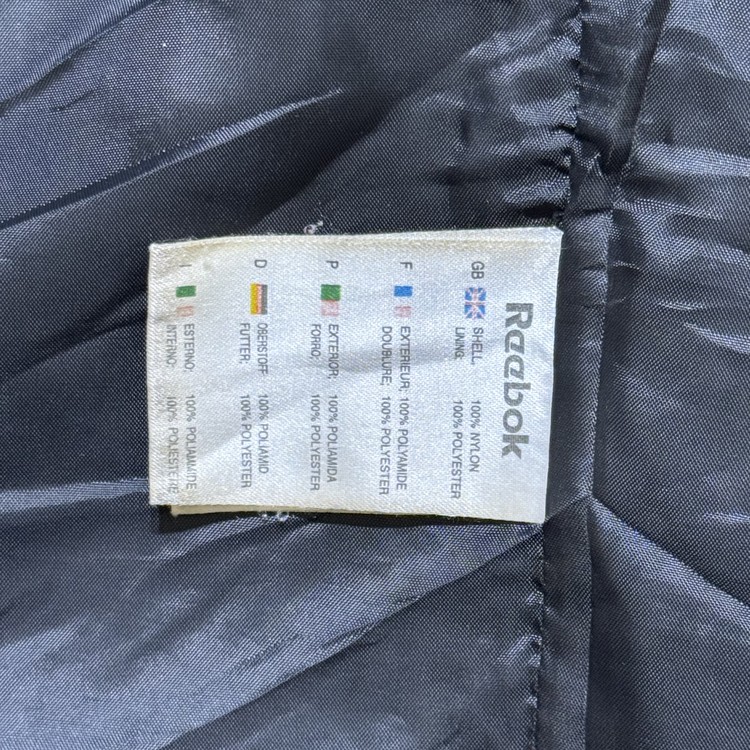 Reebok
GB SHELL: 100% NYLON
LINING: 100% POLYESTER
F EXTERIEUR: 100% POLYAMIDE
DOUBLURE: 100% POLYESTER
P EXTERIOR: 100% POLIAMIDA
FORRO: 100% POLYESTER
D OBERSTOFF 100% POLIAMID
FUTTER: 100% POLYESTER
I ESTERNO: 100% POLIAMMIDE
INTERNO: 100% POLIESTERE